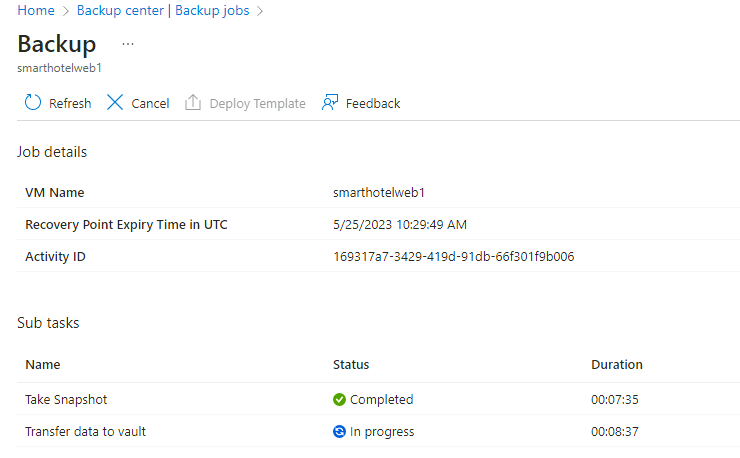 Home > Backup center | Backup jobs >
Backup ...
smarthotelweb1
Refresh Cancel Deploy Template Feedback
Job details
VM Name smarthotelweb1
Recovery Point Expiry Time in UTC 5/25/2023 10:29:49 AM
Activity ID 169317a7-3429-419d-91db-66f301f9b006
Sub tasks
Name Status Duration
Take Snapshot Completed 00:07:35
Transfer data to vault In progress 00:08:37